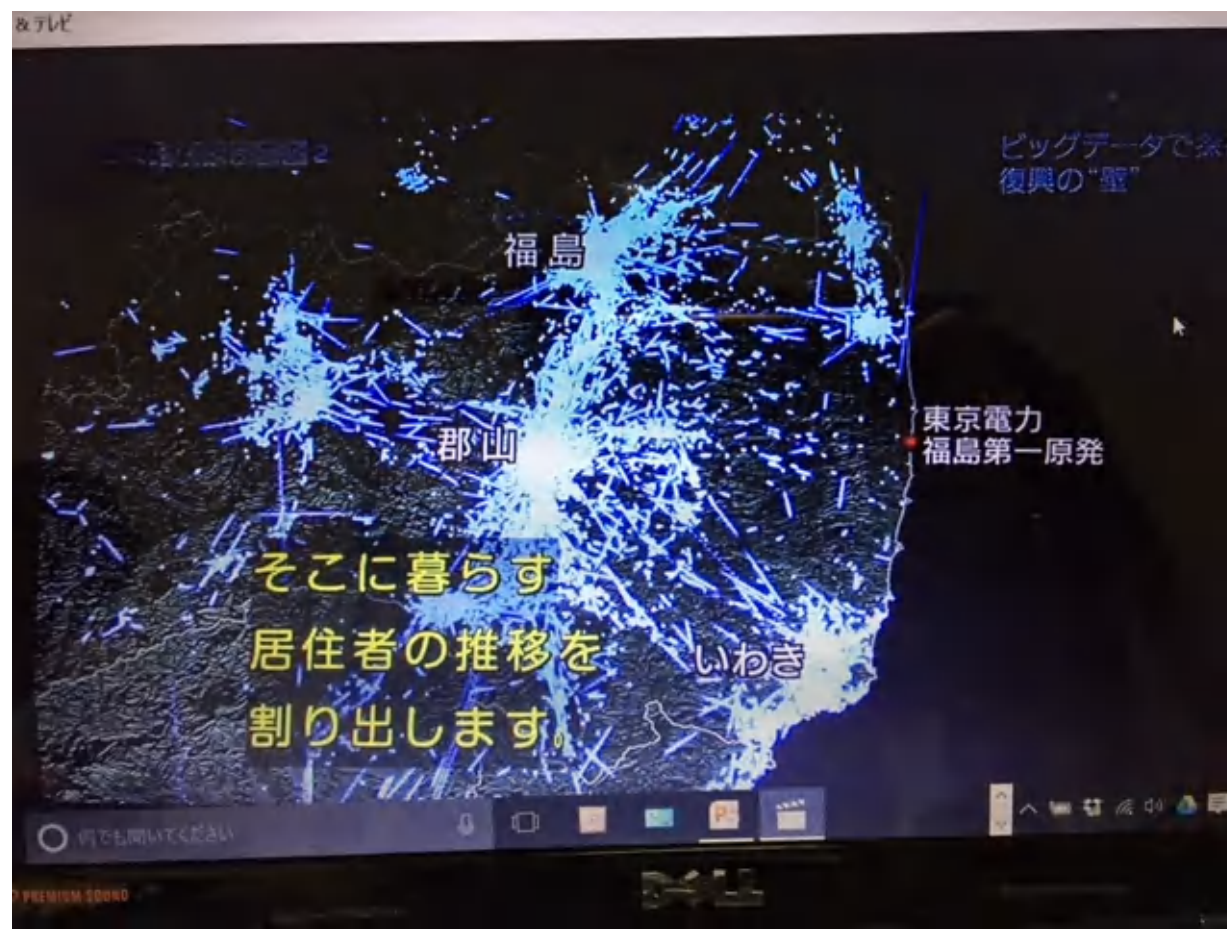 &テレビ
ビッグデータで
復興の“壁”
福島
東京電力
福島第一原発
郡山
そこに暮らす
居住者の推移を
割り出します。
いわき
何でも聞いてください
PREMIUM SOUND
DELL